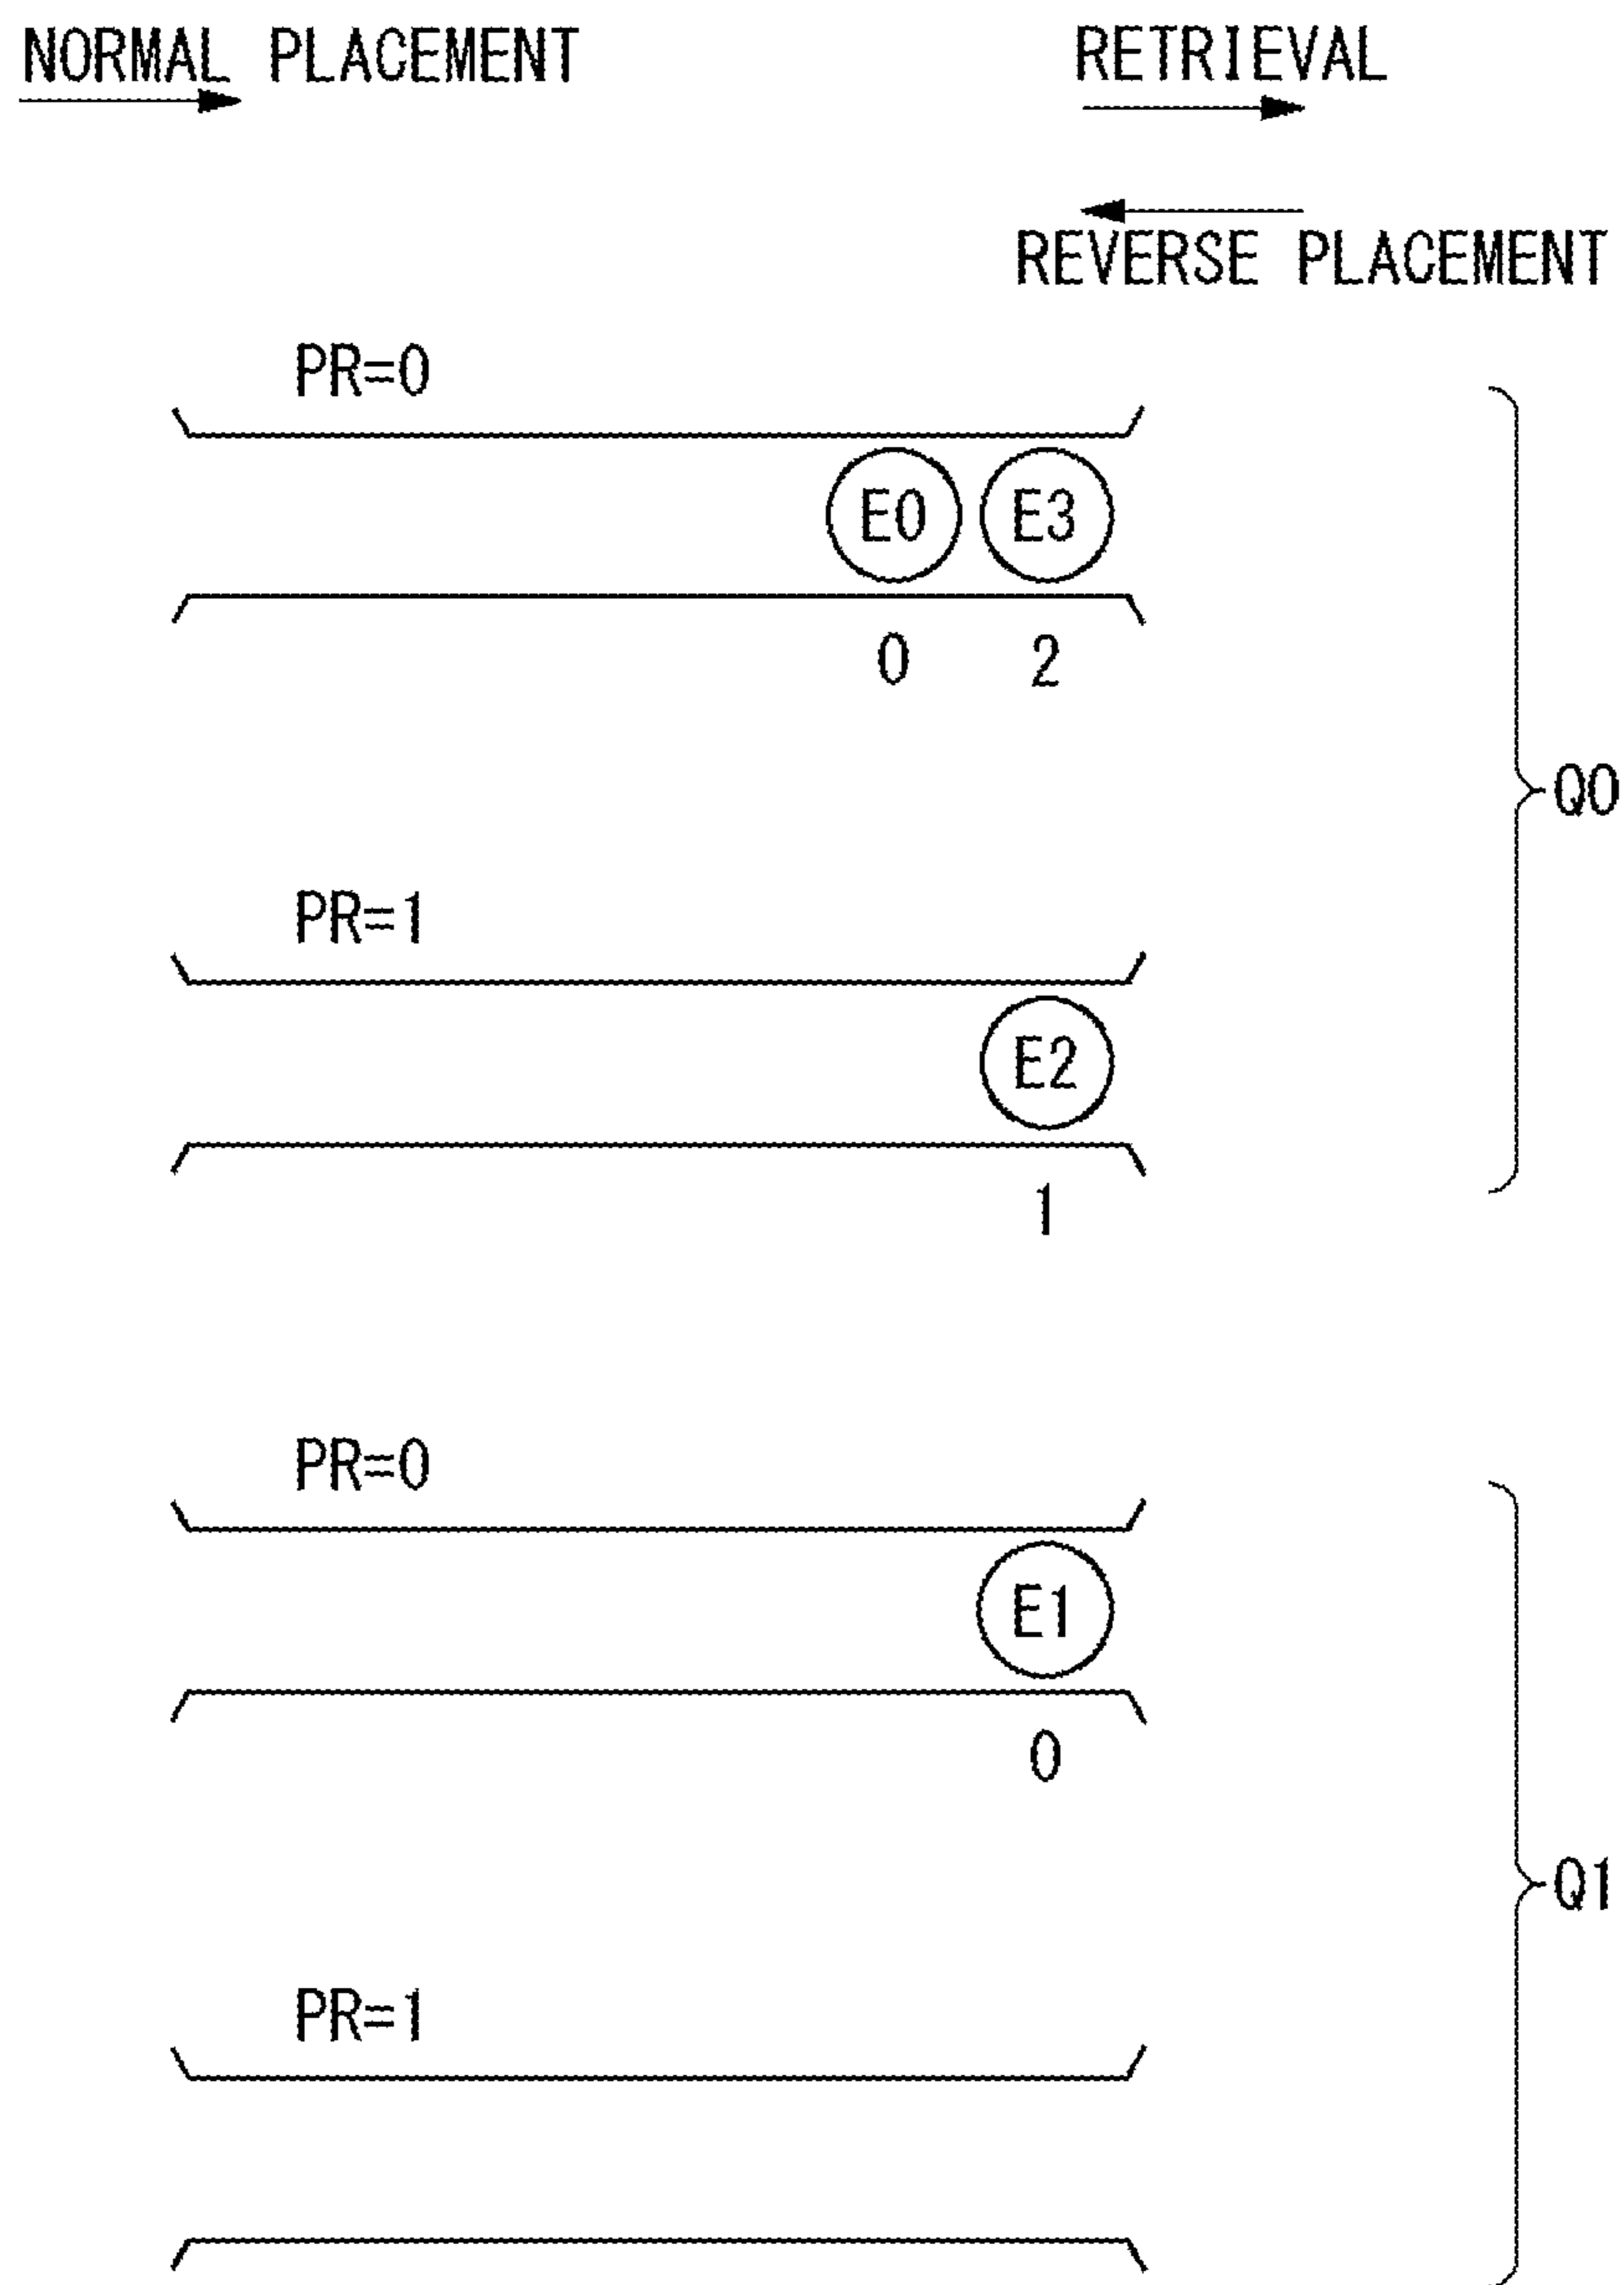 NORMAL PLACEMENT
RETRIEVAL
REVERSE PLACEMENT
PR=0
E0 E3
0 2
Q0
PR=1
E2
1
PR=0
E1
0
Q1
PR=1